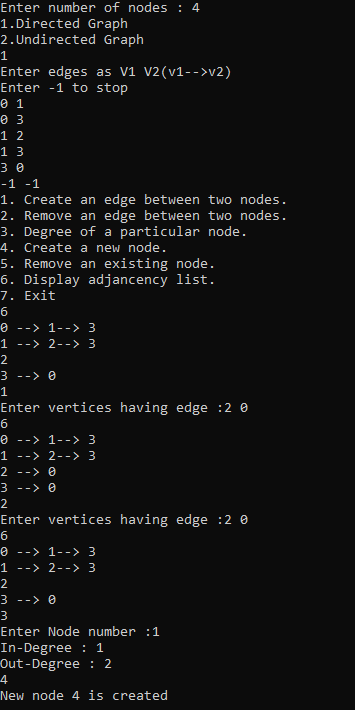 Enter number of nodes : 4
1.Directed Graph
2.Undirected Graph
1
Enter edges as V1 V2(v1-->v2)
Enter -1 to stop
0 1
0 3
1 2
1 3
3 0
-1 -1
1. Create an edge between two nodes.
2. Remove an edge between two nodes.
3. Degree of a particular node.
4. Create a new node.
5. Remove an existing node.
6. Display adjancency list.
7. Exit
6
0 --> 1--> 3
1 --> 2--> 3
2
3 --> 0
1
Enter vertices having edge :2 0
6
0 --> 1--> 3
1 --> 2--> 3
2 --> 0
3 --> 0
2
Enter vertices having edge :2 0
6
0 --> 1--> 3
1 --> 2--> 3
2
3 --> 0
3
Enter Node number :1
In-Degree : 1
Out-Degree : 2
4
New node 4 is created